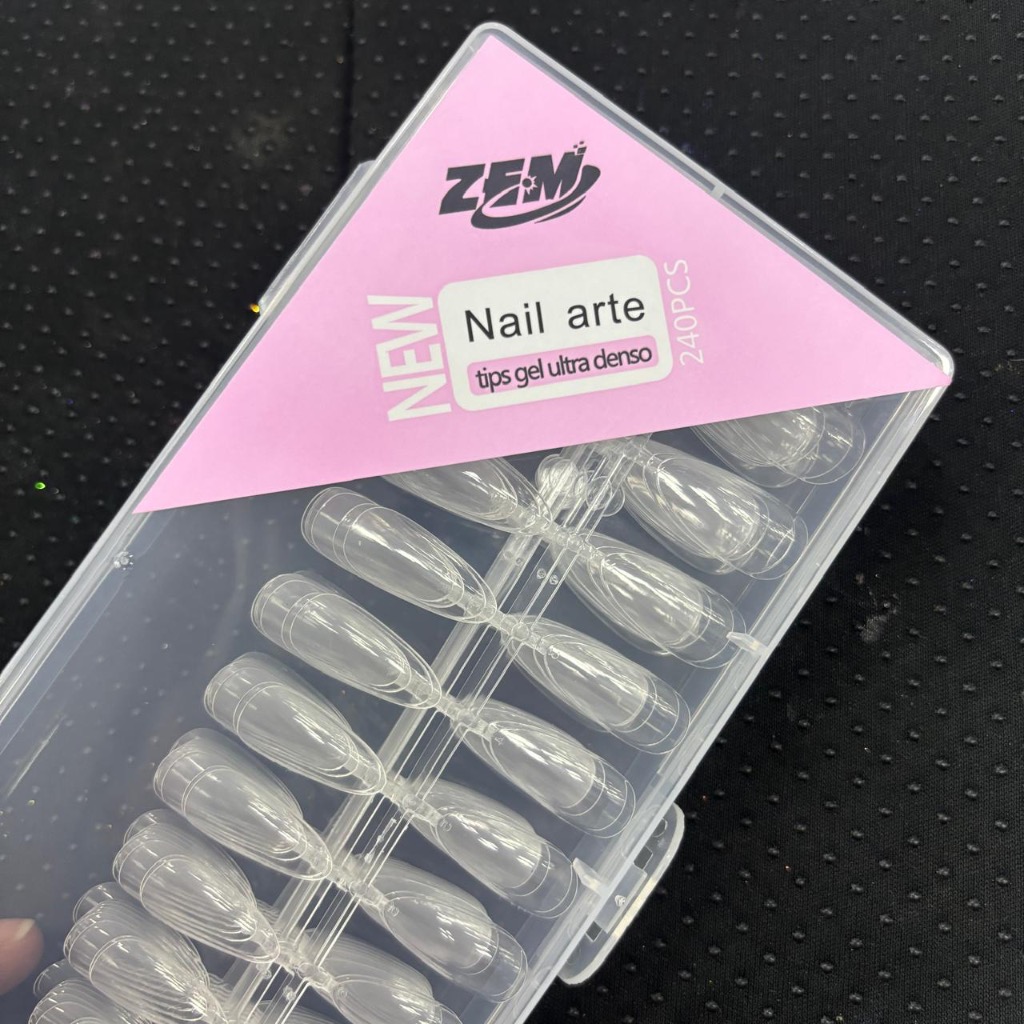 ZEM
NEW
Nail arte
tips gel ultra denso
240PCS